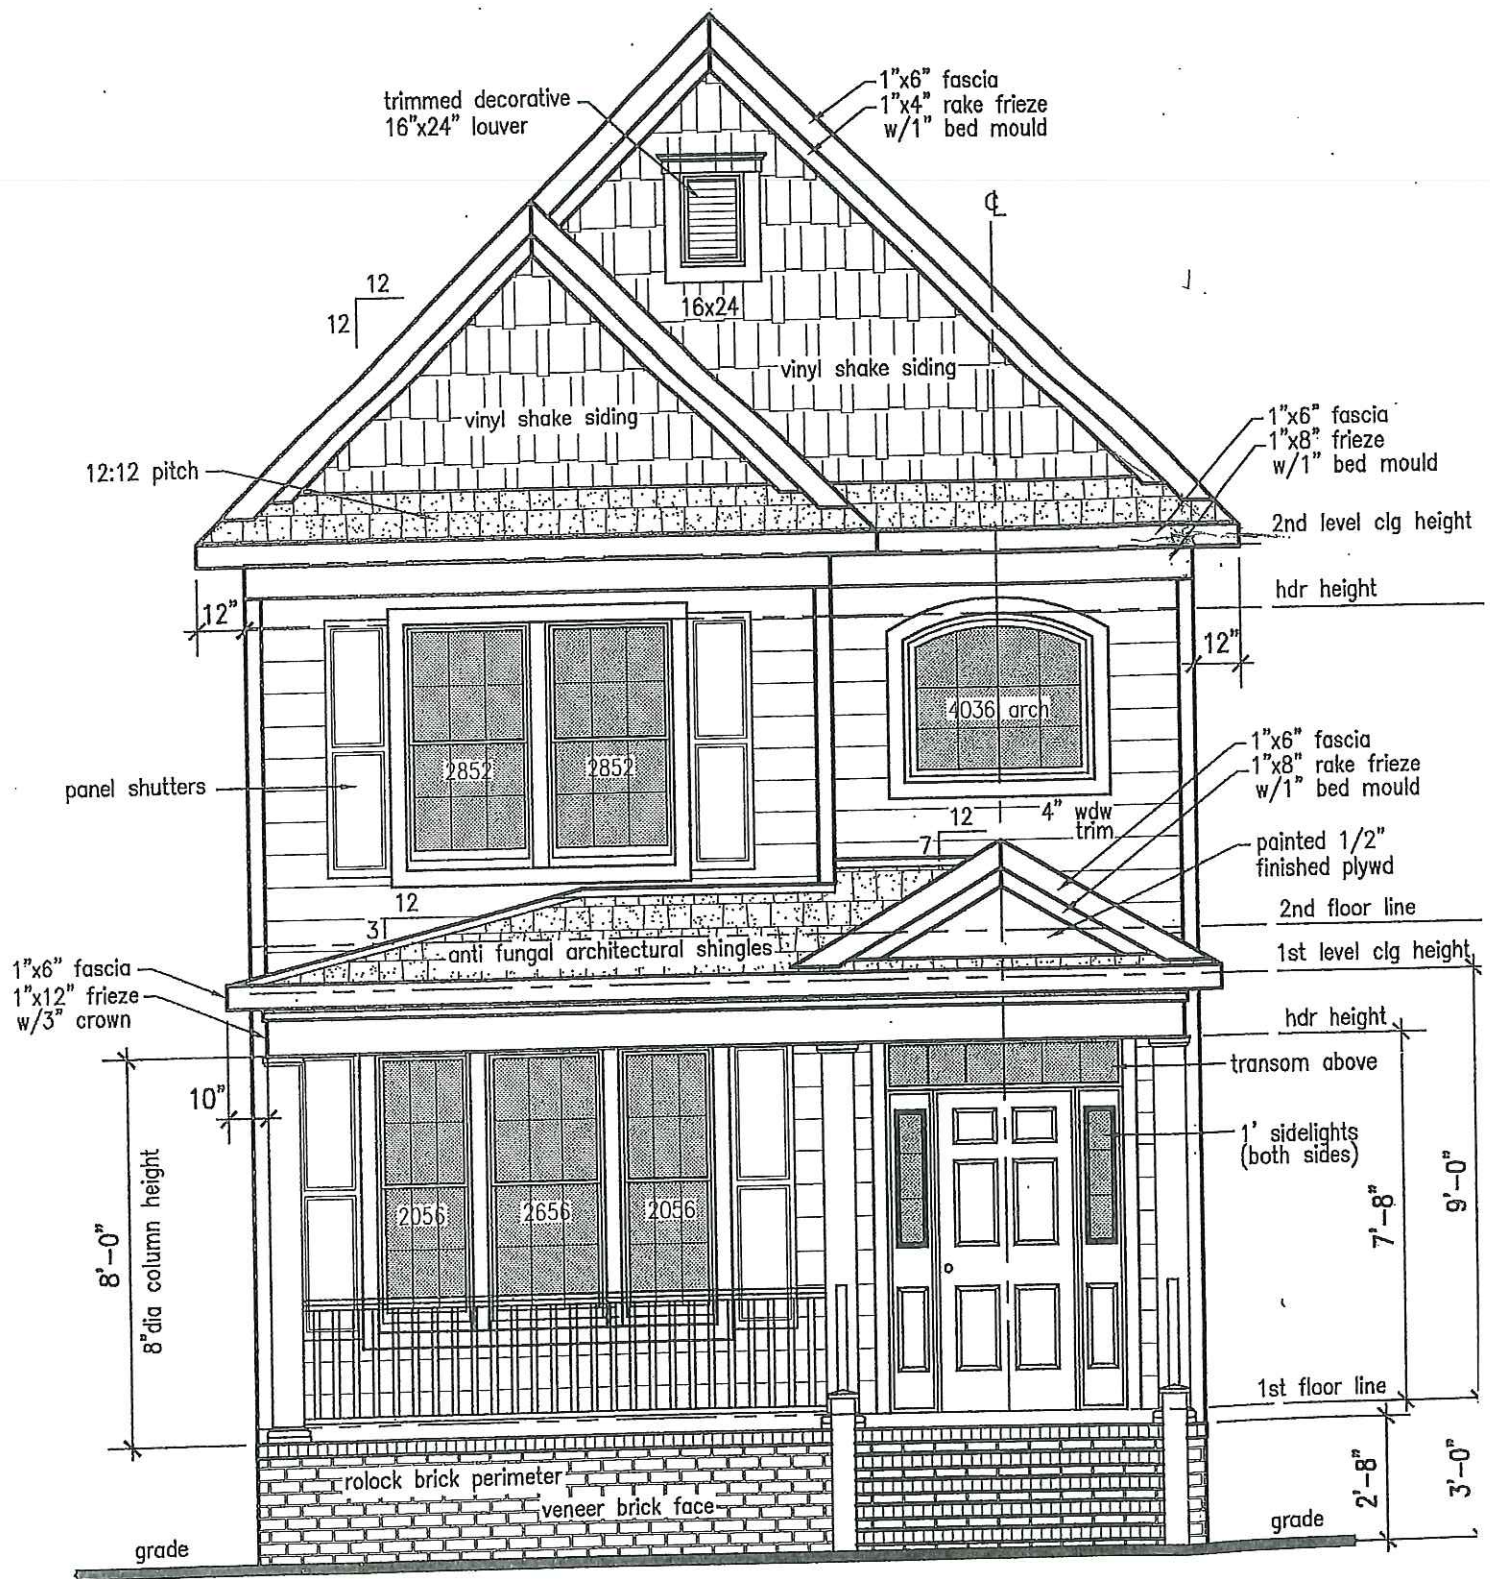 1"x6" fascia
1"x4" rake frieze
w/1" bed mould
trimmed decorative
16"x24" louver
℄
12
12
16x24
vinyl shake siding
vinyl shake siding
1"x6" fascia
1"x8" frieze
w/1" bed mould
12:12 pitch
2nd level clg height
hdr height
12"
12"
4036 arch
2852
2852
1"x6" fascia
1"x8" rake frieze
w/1" bed mould
panel shutters
4" wdw
trim
12
7
painted 1/2"
finished plywd
12
3
2nd floor line
anti fungal architectural shingles
1st level clg height
1"x6" fascia
1"x12" frieze
w/3" crown
hdr height
transom above
10"
1' sidelights
(both sides)
8'-0"
8"dia column height
2056
2656
2056
7'-8"
9'-0"
1st floor line
rolock brick perimeter
veneer brick face
2'-8"
3'-0"
grade
grade